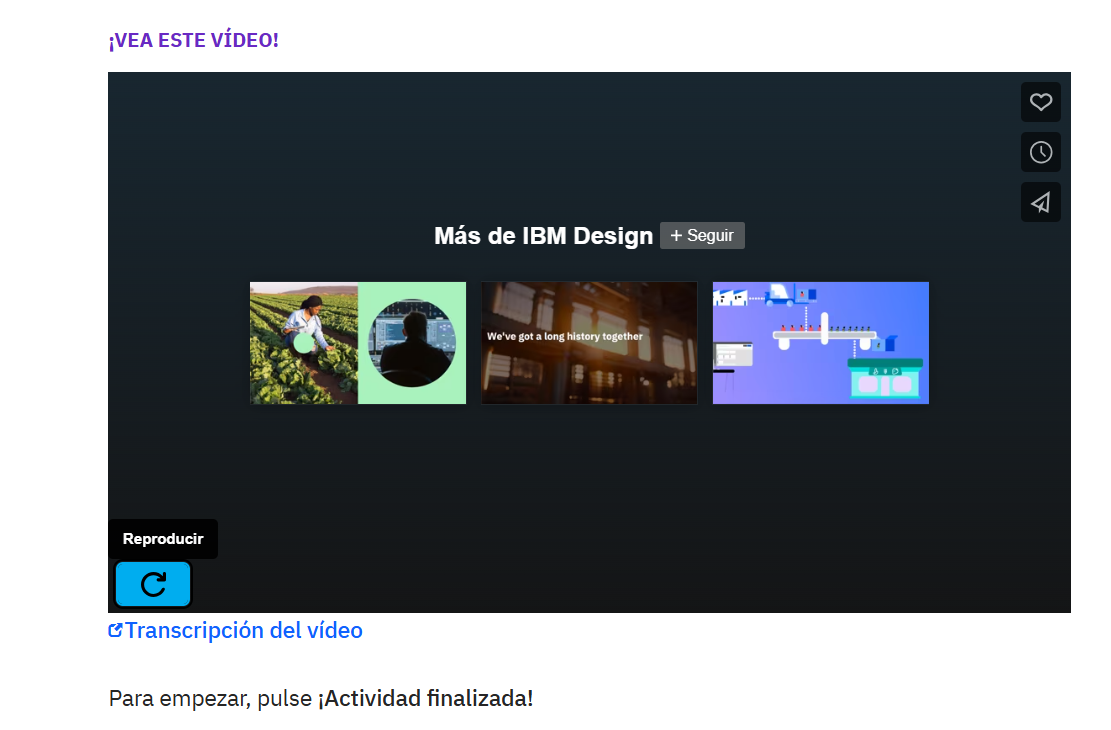 ¡VEA ESTE VÍDEO!
Más de IBM Design + Seguir
We've got a long history together
Reproducir
Transcripción del vídeo
Para empezar, pulse ¡Actividad finalizada!